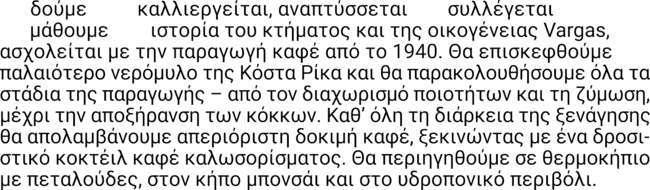 δούμε καλλιεργείται, αναπτύσσεται συλλέγεται
μάθουμε ιστορία του κτήματος και της οικογένειας Vargas,
ασχολείται με την παραγωγή καφέ από το 1940. Θα επισκεφθούμε
παλαιότερο νερόμυλο της Κόστα Ρίκα και θα παρακολουθήσουμε όλα τα
στάδια της παραγωγής – από τον διαχωρισμό ποιοτήτων και τη ζύμωση,
μέχρι την αποξήρανση των κόκκων. Καθ’ όλη τη διάρκεια της ξενάγησης
θα απολαμβάνουμε απεριόριστη δοκιμή καφέ, ξεκινώντας με ένα δροσι-
στικό κοκτέιλ καφέ καλωσορίσματος. Θα περιηγηθούμε σε θερμοκήπιο
με πεταλούδες, στον κήπο μπονσάι και στο υδροπονικό περιβόλι.